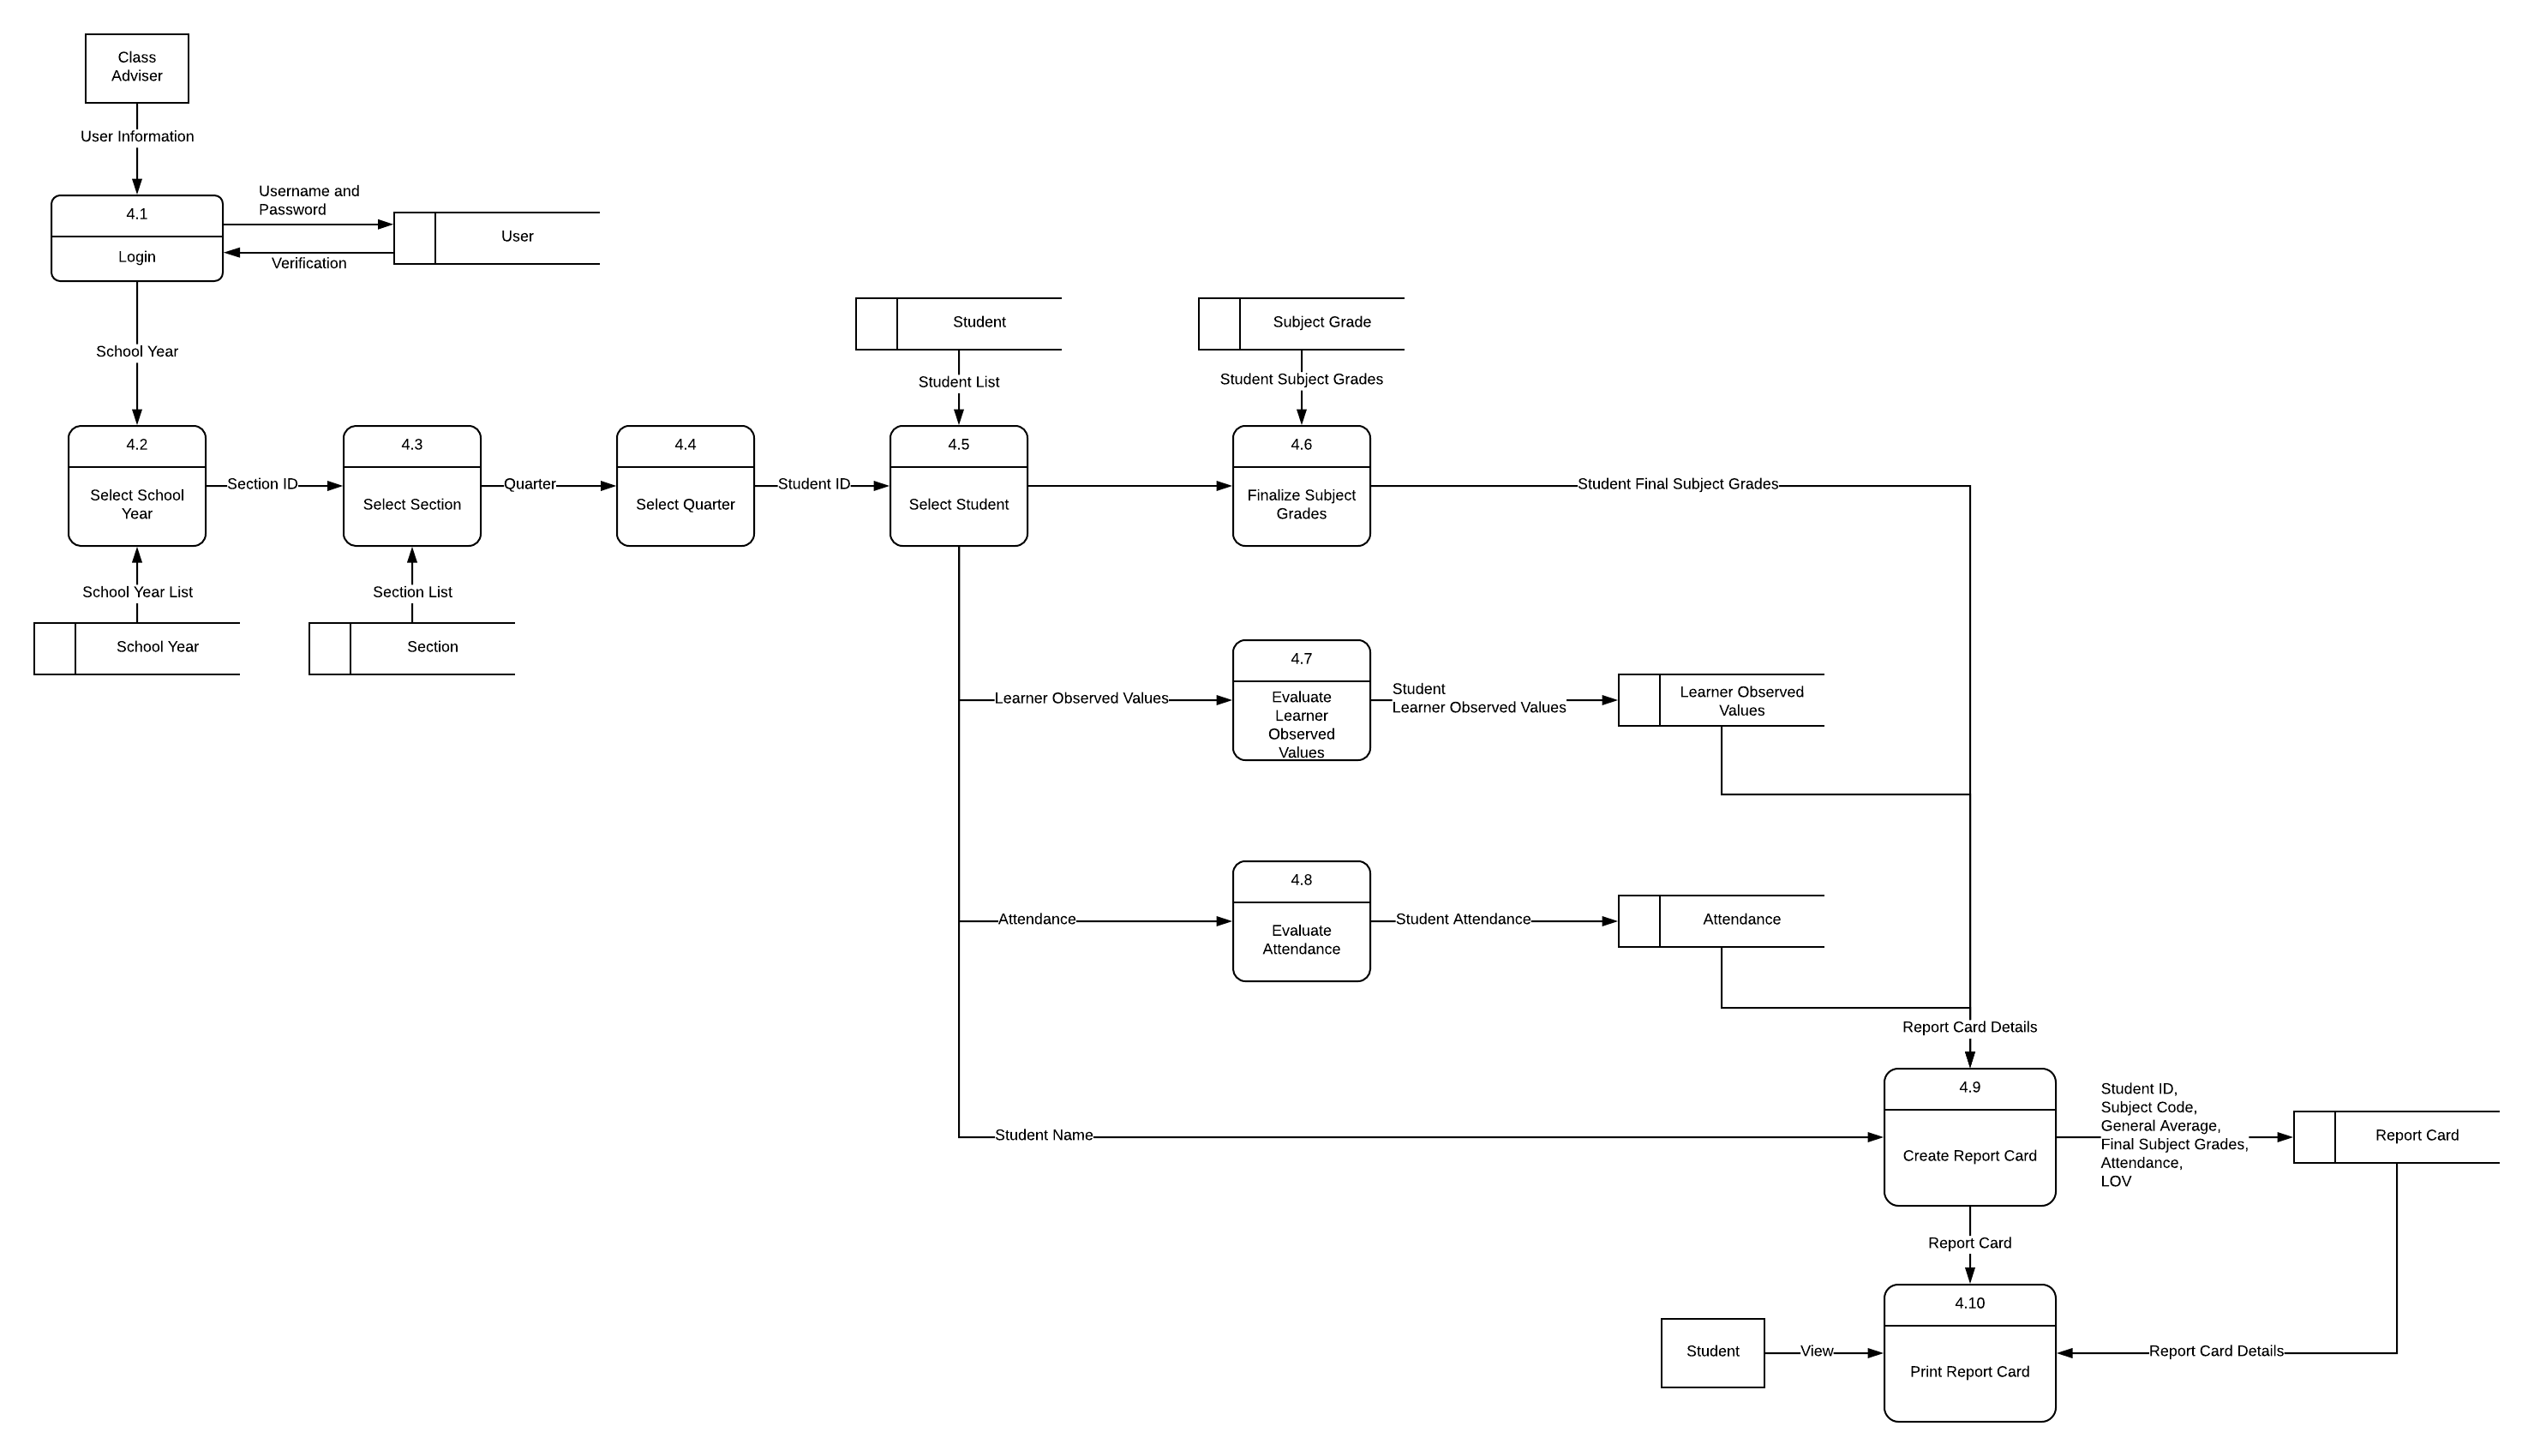 Class
Adviser
User Information
4.1
Login
Username and
Password
User
Verification
School Year
Student
Subject Grade
Student List
Student Subject Grades
4.2
Select School
Year
Section ID
4.3
Select Section
Quarter
4.4
Select Quarter
Student ID
4.5
Select Student
4.6
Finalize Subject
Grades
Student Final Subject Grades
School Year List
Section List
School Year
Section
Learner Observed Values
4.7
Evaluate
Learner
Observed
Values
Student
Learner Observed Values
Learner Observed
Values
Attendance
4.8
Evaluate
Attendance
Student Attendance
Attendance
Report Card Details
Student Name
4.9
Create Report Card
Student ID,
Subject Code,
General Average,
Final Subject Grades,
Attendance,
LOV
Report Card
Report Card
4.10
Print Report Card
Student
View
Report Card Details